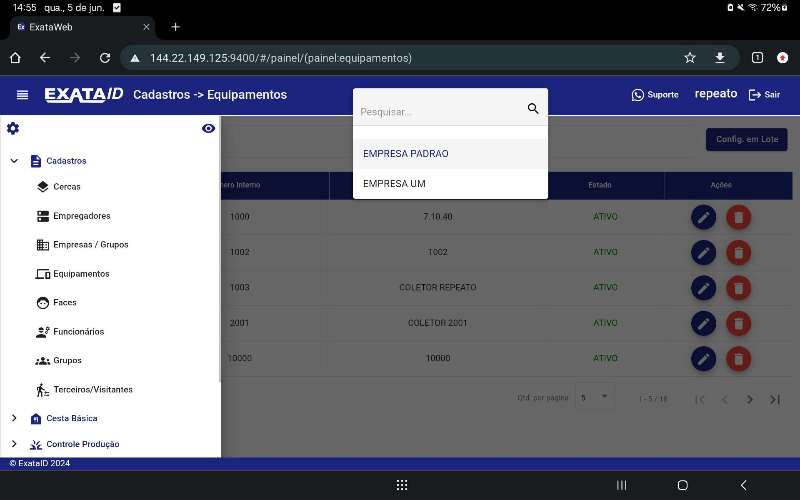 14:55 qua., 5 de jun. 72%
Ex ExataWeb
144.22.149.125:9400/#/painel/(painel:equipamentos)
EXATAID Cadastros -> Equipamentos
Pesquisar...
EMPRESA PADRAO
EMPRESA UM
Suporte repeato Sair
Config. em Lote
Cadastros
Cercas
Empregadores
Empresas / Grupos
Equipamentos
Faces
Funcionários
Grupos
Terceiros/Visitantes
Cesta Básica
Controle Produção
Interno Estado Ações
1000 7.10.40 ATIVO
1002 1002 ATIVO
1003 COLETOR REPEATO ATIVO
2001 COLETOR 2001 ATIVO
10000 10000 ATIVO
Qtd. por página: 5 1 - 5 / 18
© ExataID 2024